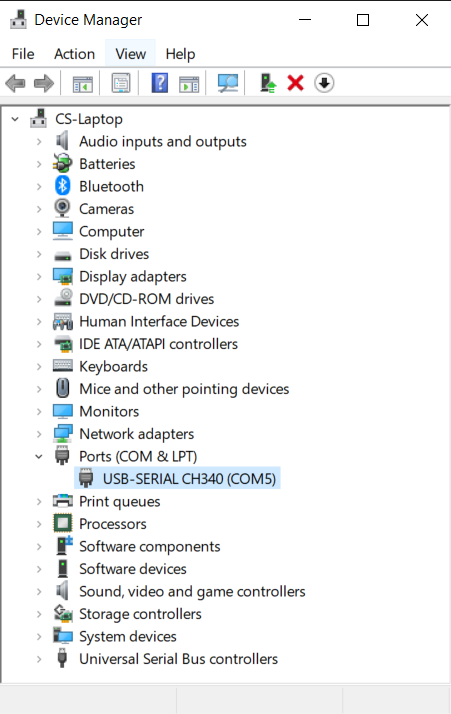 Device Manager
File Action View Help
CS-Laptop
Audio inputs and outputs
Batteries
Bluetooth
Cameras
Computer
Disk drives
Display adapters
DVD/CD-ROM drives
Human Interface Devices
IDE ATA/ATAPI controllers
Keyboards
Mice and other pointing devices
Monitors
Network adapters
Ports (COM & LPT)
USB-SERIAL CH340 (COM5)
Print queues
Processors
Software components
Software devices
Sound, video and game controllers
Storage controllers
System devices
Universal Serial Bus controllers